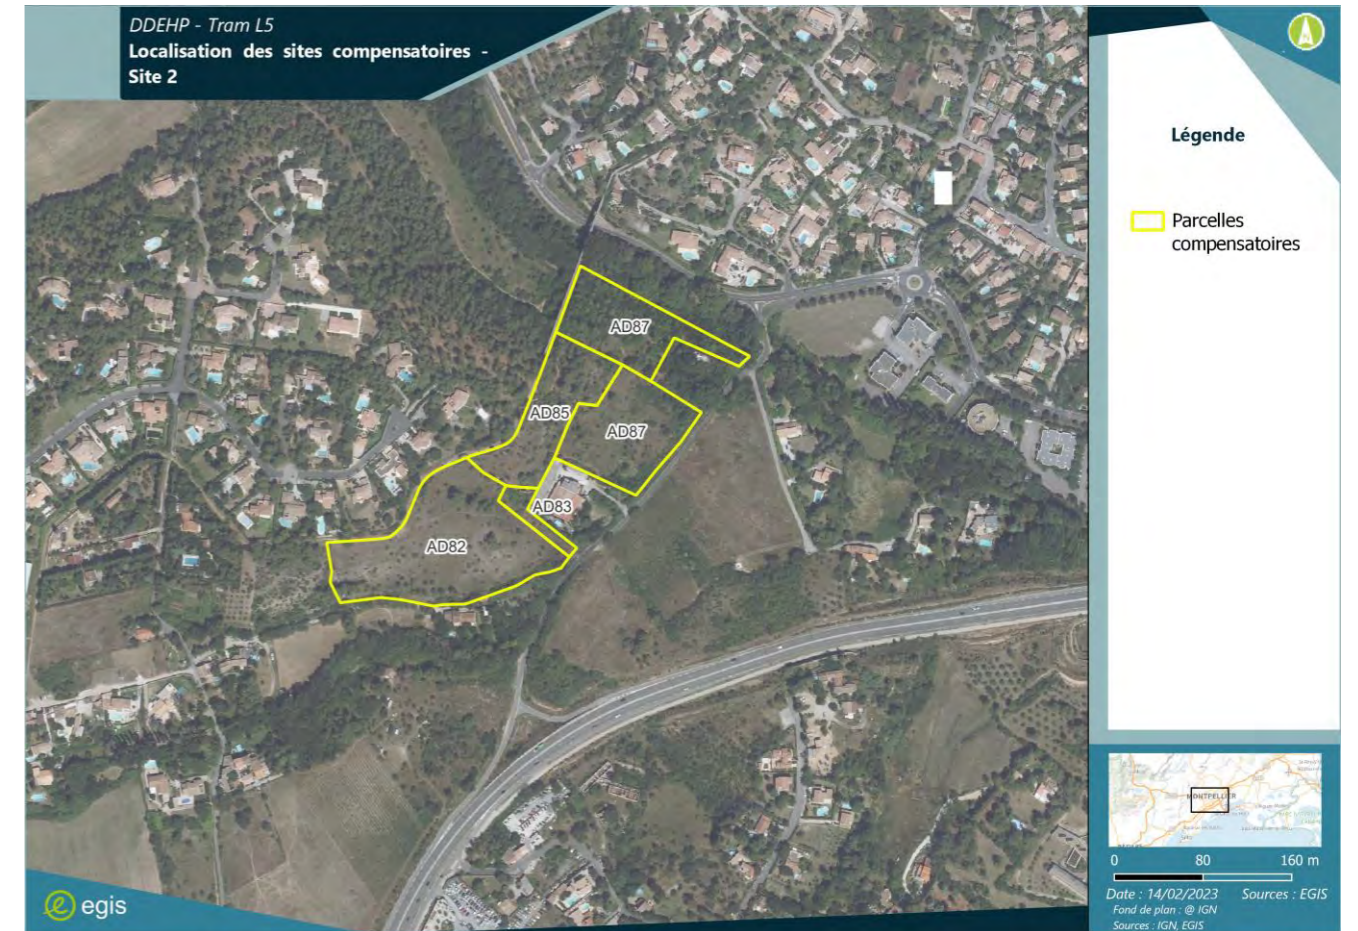 DDEHP - Tram L5
Localisation des sites compensatoires -
Site 2
Légende
Parcelles
compensatoires
AD87
AD85
AD87
AD83
AD82
MONTPELLIER
0 80 160 m
Date : 14/02/2023 Sources : EGIS
Fond de plan : @ IGN
Sources : IGN, EGIS
egis